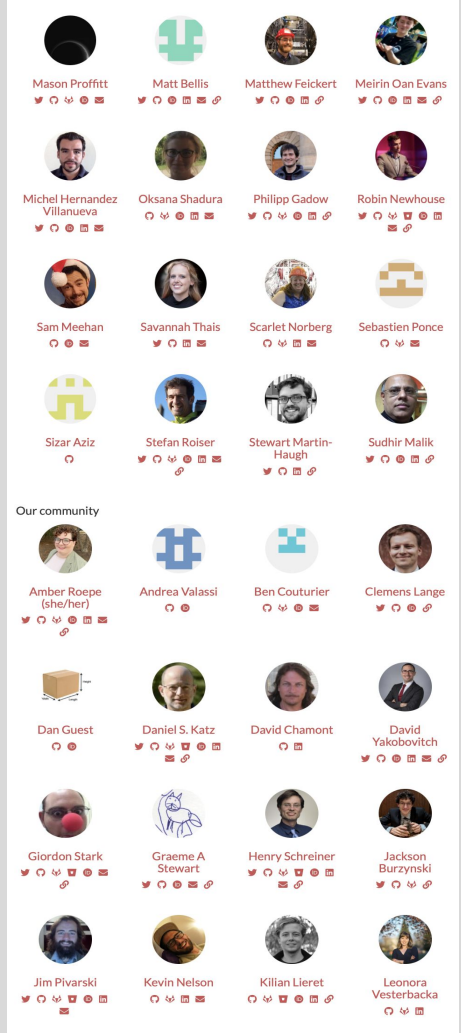 Mason Proffitt
Matt Bellis
Matthew Feickert
Meirin Oan Evans
Michel Hernandez
Villanueva
Oksana Shadura
Philipp Gadow
Robin Newhouse
Sam Meehan
Savannah Thais
Scarlet Norberg
Sebastien Ponce
Sizar Aziz
Stefan Roiser
Stewart Martin-
Haugh
Sudhir Malik
Our community
Amber Roepe
(she/her)
Andrea Valassi
Ben Couturier
Clemens Lange
Dan Guest
Daniel S. Katz
David Chamont
David
Yakobovitch
Giordon Stark
Graeme A
Stewart
Henry Schreiner
Jackson
Burzynski
Jim Pivarski
Kevin Nelson
Kilian Lieret
Leonora
Vesterbacka